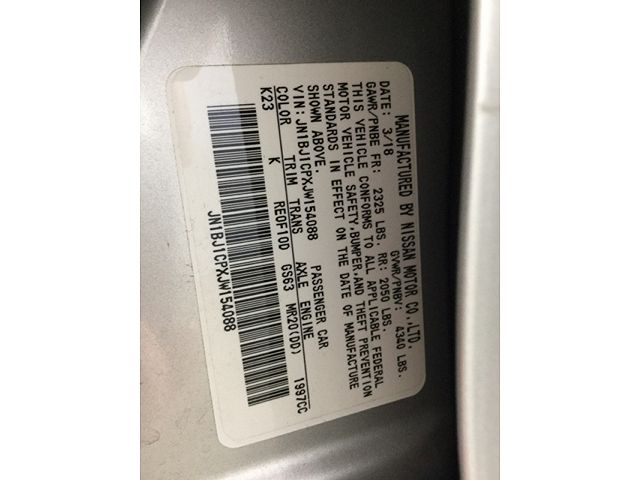 MANUFACTURED BY NISSAN MOTOR CO.,LTD.
DATE: 3/18 GVWR/PNBV: 4340 LBS.
GAWR/PNBE FR: 2325 LBS. RR: 2050 LBS.
THIS VEHICLE CONFORMS TO ALL APPLICABLE FEDERAL
MOTOR VEHICLE SAFETY,BUMPER,AND THEFT PREVENTION
STANDARDS IN EFFECT ON THE DATE OF MANUFACTURE
SHOWN ABOVE.
VIN: JN1BJ1CPXJW154088 PASSENGER CAR
COLOR TRIM TRANS AXLE ENGINE
K23 K RE0F10D GS63 MR20(DD) 1997CC
JN1BJ1CPXJW154088